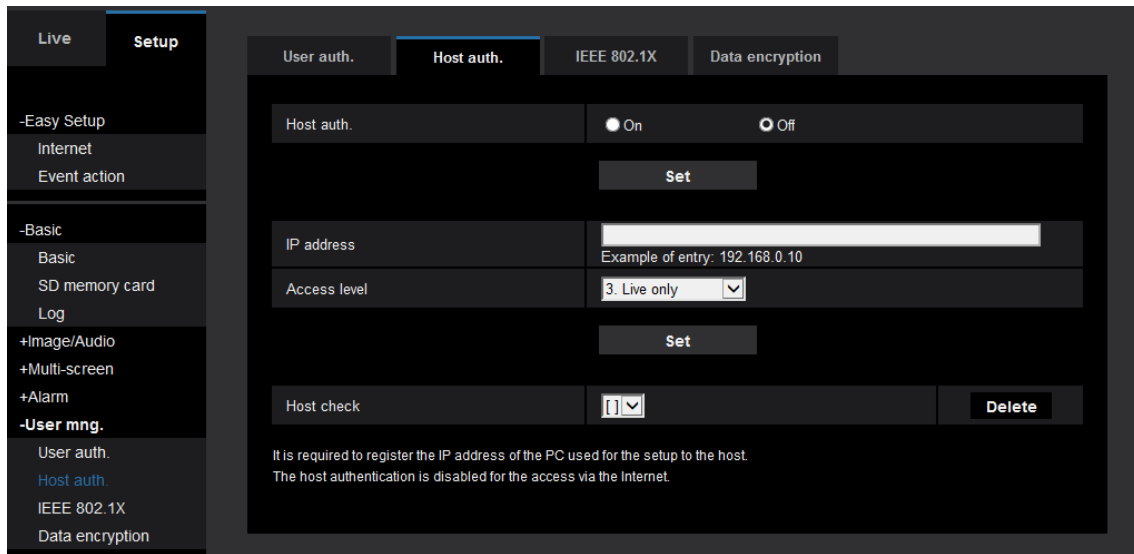 Live
Setup
-Easy Setup
Internet
Event action
-Basic
Basic
SD memory card
Log
+Image/Audio
+Multi-screen
+Alarm
-User mng.
User auth.
Host auth.
IEEE 802.1X
Data encryption
User auth.
Host auth.
IEEE 802.1X
Data encryption
Host auth.
On
Off
Set
IP address
Example of entry: 192.168.0.10
Access level
3. Live only
Set
Host check
[ ]
Delete
It is required to register the IP address of the PC used for the setup to the host.
The host authentication is disabled for the access via the Internet.